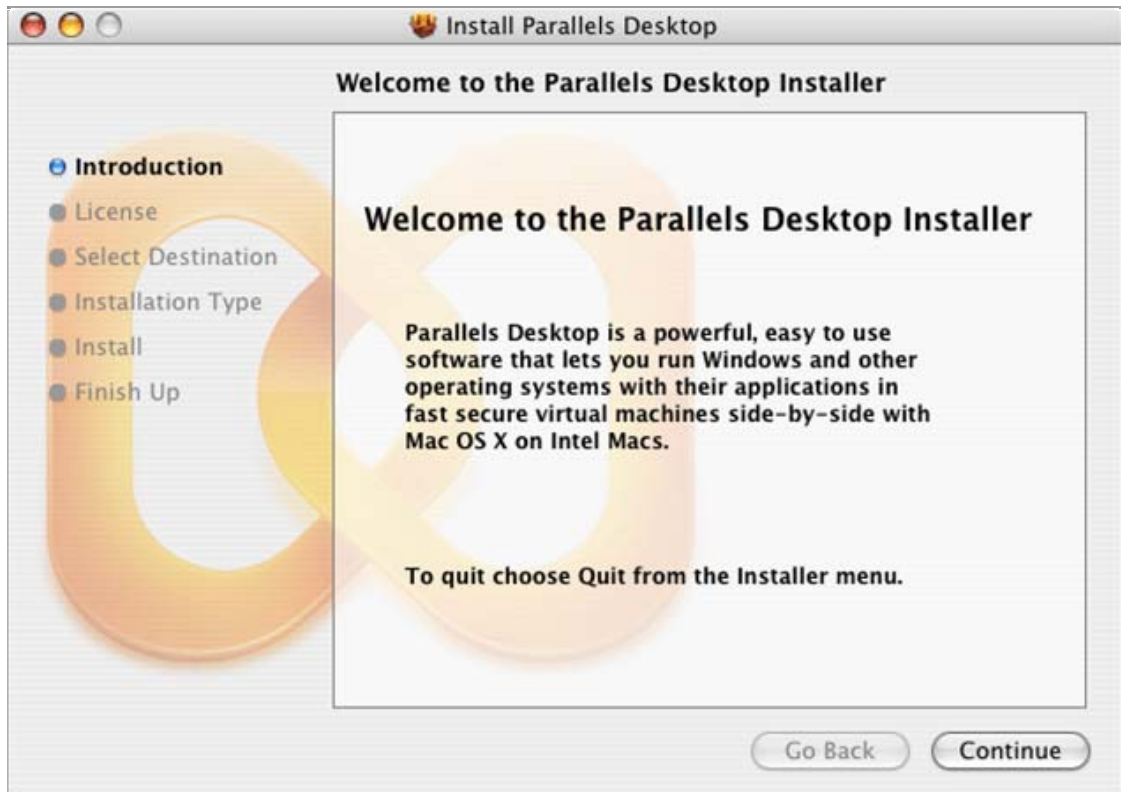 Install Parallels Desktop
Welcome to the Parallels Desktop Installer
Introduction
License
Select Destination
Installation Type
Install
Finish Up
Welcome to the Parallels Desktop Installer
Parallels Desktop is a powerful, easy to use
software that lets you run Windows and other
operating systems with their applications in
fast secure virtual machines side-by-side with
Mac OS X on Intel Macs.
To quit choose Quit from the Installer menu.
Go Back
Continue